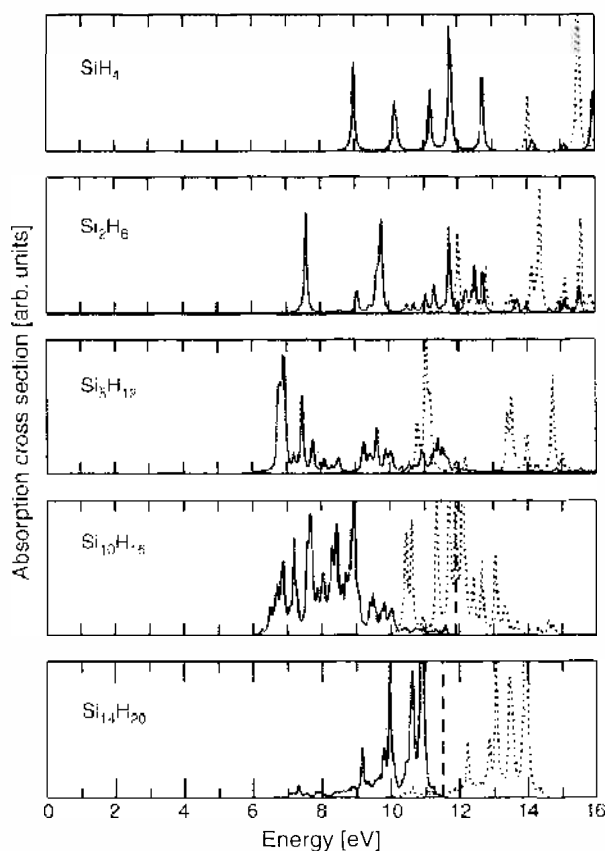 SiH4
Si2H6
Si5H12
Si10H16
Si14H20
Absorption cross section [arb. units]
0 2 4 6 8 10 12 14 16
Energy [eV]